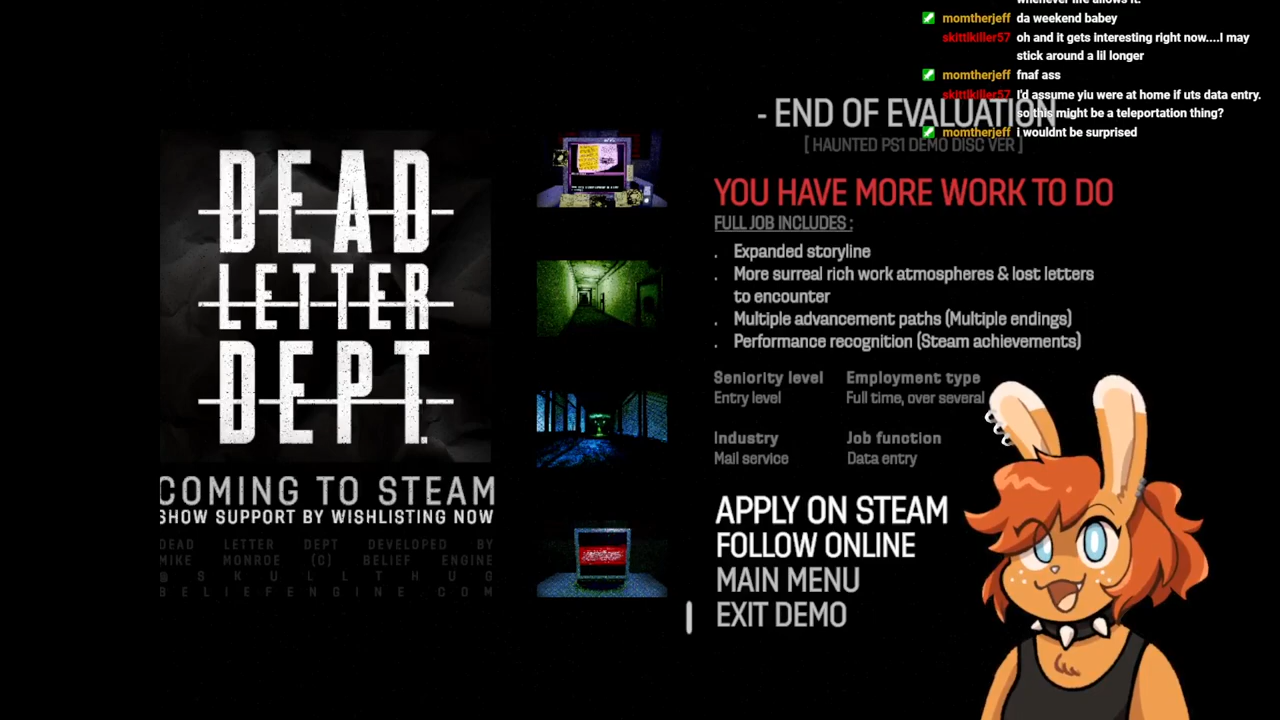 whenever life allows it.
momtherjeff da weekend babey
skittlkiller57 oh and it gets interesting right now....I may
stick around a lil longer
momtherjeff fnaf ass
skittlkiller57 I'd assume yiu were at home if uts data entry.
so this might be a teleportation thing?
momtherjeff i wouldnt be surprised
- END OF EVALUATION
[ HAUNTED PS1 DEMO DISC VER ]
YOU HAVE MORE WORK TO DO
FULL JOB INCLUDES :
. Expanded storyline
. More surreal rich work atmospheres & lost letters
to encounter
. Multiple advancement paths (Multiple endings)
. Performance recognition (Steam achievements)
Seniority level Employment type
Entry level Full time, over several
Industry Job function
Mail service Data entry
APPLY ON STEAM
FOLLOW ONLINE
MAIN MENU
EXIT DEMO
DEAD
LETTER
DEPT.
COMING TO STEAM
SHOW SUPPORT BY WISHLISTING NOW
DEAD LETTER DEPT DEVELOPED BY
MIKE MONROE (C) BELIEF ENGINE
@ S K U L L T H U G
B E L I E F E N G I N E . C O M